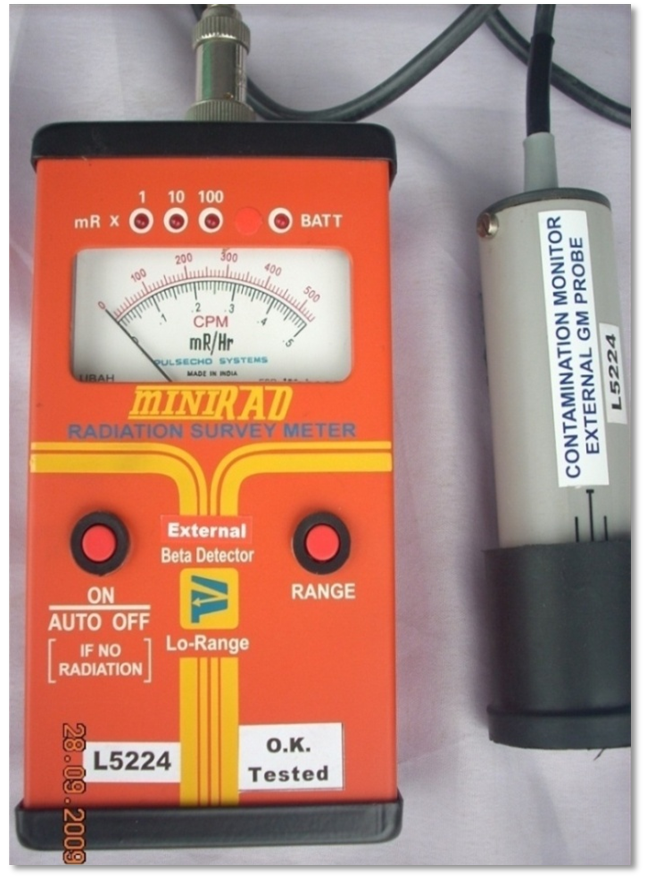 1 10 100
mR X BATT
0 100 200 300 400 500
0 .1 .2 .3 .4 .5
CPM
mR/Hr
PULSECHO SYSTEMS
MADE IN INDIA
miniRAD
RADIATION SURVEY METER
External
Beta Detector
RANGE
ON
AUTO OFF
[IF NO
RADIATION]
Lo-Range
L5224
O.K.
Tested
28.09.2009
CONTAMINATION MONITOR
EXTERNAL GM PROBE
L5224